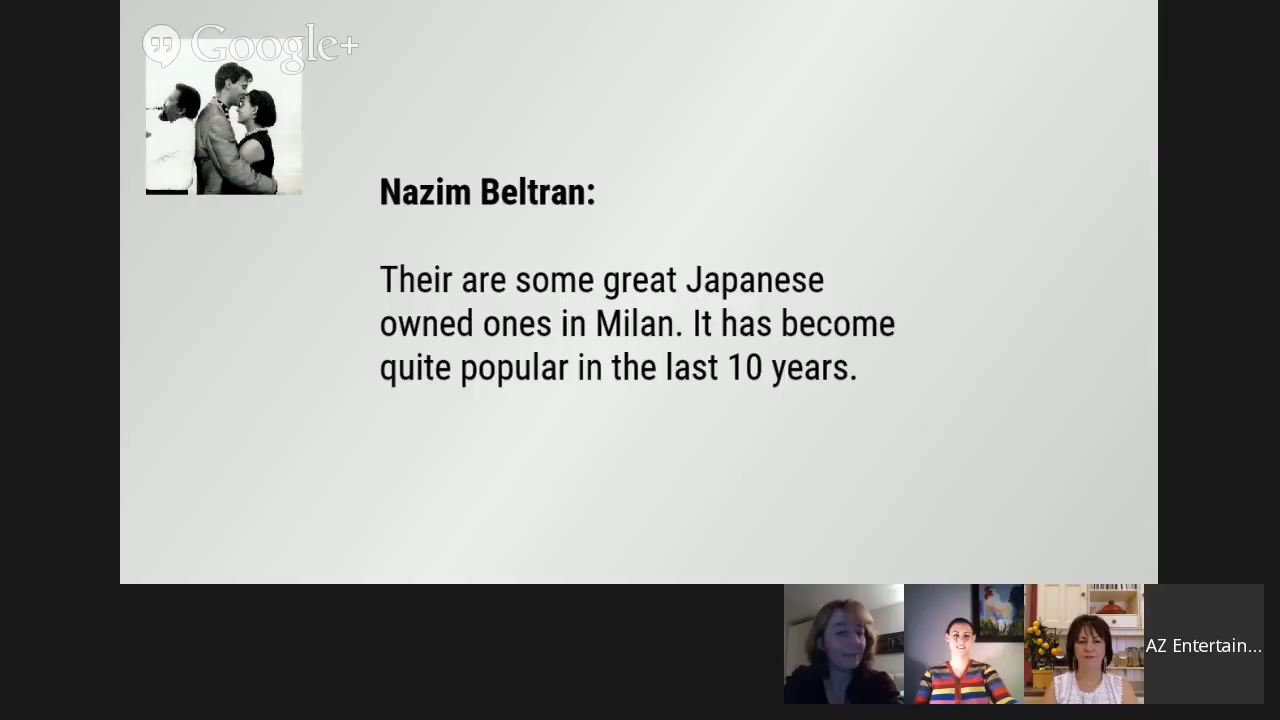 Google+
Nazim Beltran:
Their are some great Japanese
owned ones in Milan. It has become
quite popular in the last 10 years.
AZ Entertain...